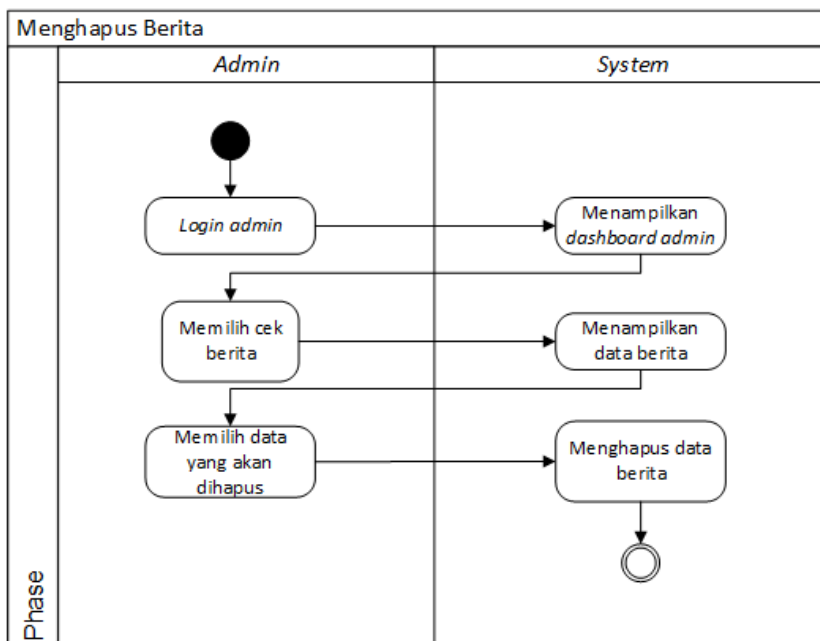 Menghapus Berita
Admin
System
Login admin
Menampilkan
dashboard admin
Memilih cek
berita
Menampilkan
data berita
Memilih data
yang akan
dihapus
Menghapus data
berita
Phase